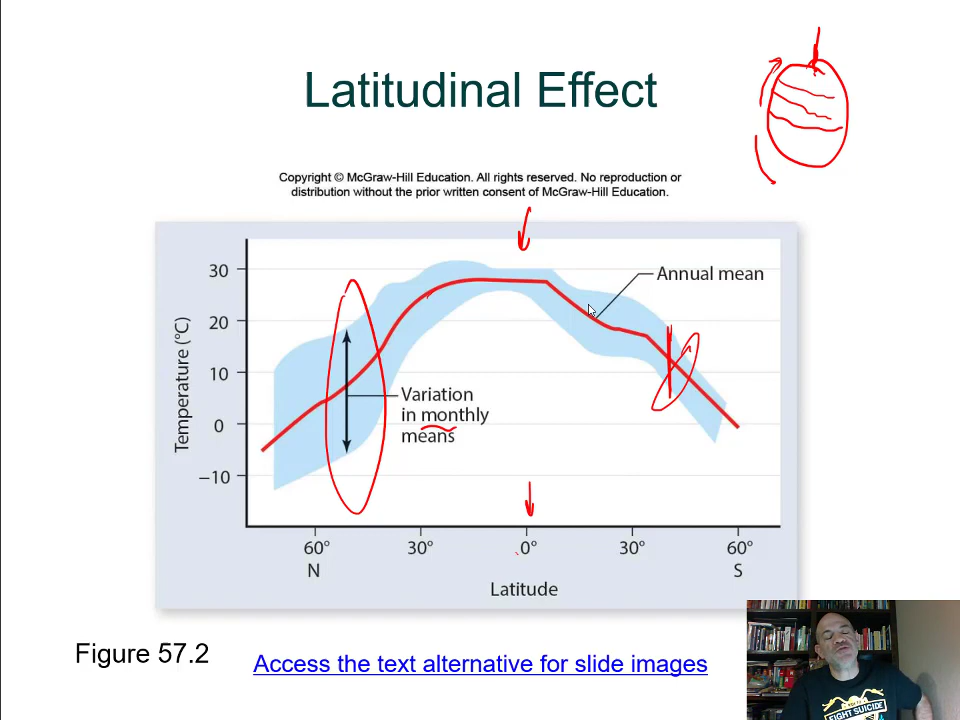 Latitudinal Effect
Copyright © McGraw-Hill Education. All rights reserved. No reproduction or
distribution without the prior written consent of McGraw-Hill Education.
30
20
10
0
−10
Temperature (°C)
Annual mean
Variation
in monthly
means
60° 30° 0° 30° 60°
N S
Latitude
Figure 57.2
Access the text alternative for slide images
FIGHT SUICIDE